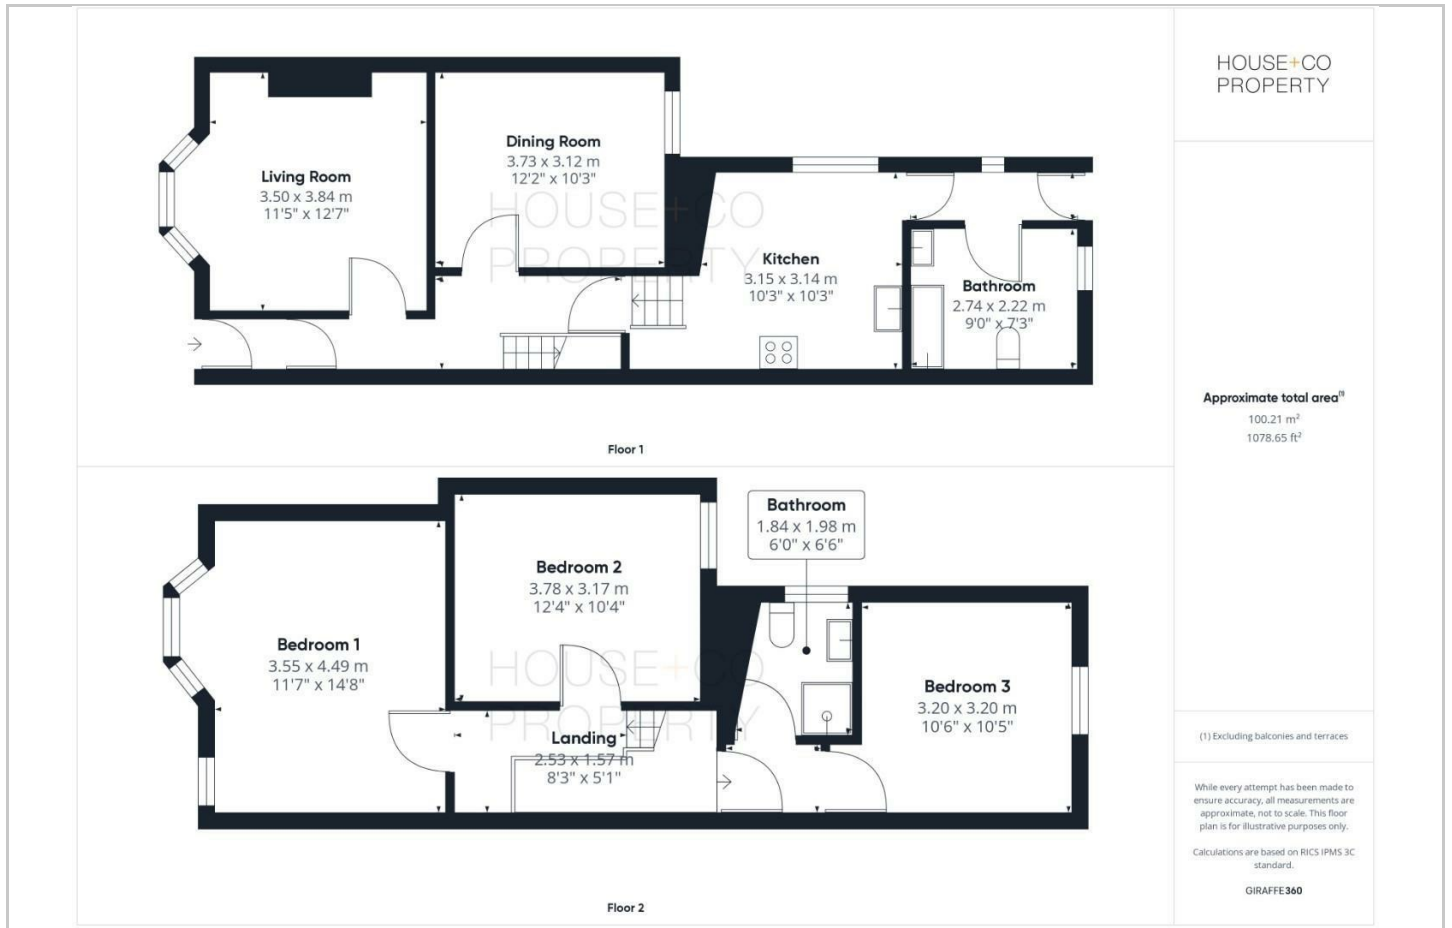 HOUSE+CO
PROPERTY
Living Room
3.50 x 3.84 m
11'5" x 12'7"
Dining Room
3.73 x 3.12 m
12'2" x 10'3"
HOUSE+CO
PROPERTY
Kitchen
3.15 x 3.14 m
10'3" x 10'3"
Bathroom
2.74 x 2.22 m
9'0" x 7'3"
Floor 1
Bathroom
1.84 x 1.98 m
6'0" x 6'6"
Bedroom 2
3.78 x 3.17 m
12'4" x 10'4"
Bedroom 1
3.55 x 4.49 m
11'7" x 14'8"
HOUSE+CO
PROPERTY
Bedroom 3
3.20 x 3.20 m
10'6" x 10'5"
Landing
2.53 x 1.57 m
8'3" x 5'1"
Floor 2
Approximate total area(1)
100.21 m²
1078.65 ft²
(1) Excluding balconies and terraces
While every attempt has been made to
ensure accuracy, all measurements are
approximate, not to scale. This floor
plan is for illustrative purposes only.
Calculations are based on RICS IPMS 3C
standard.
GIRAFFE360